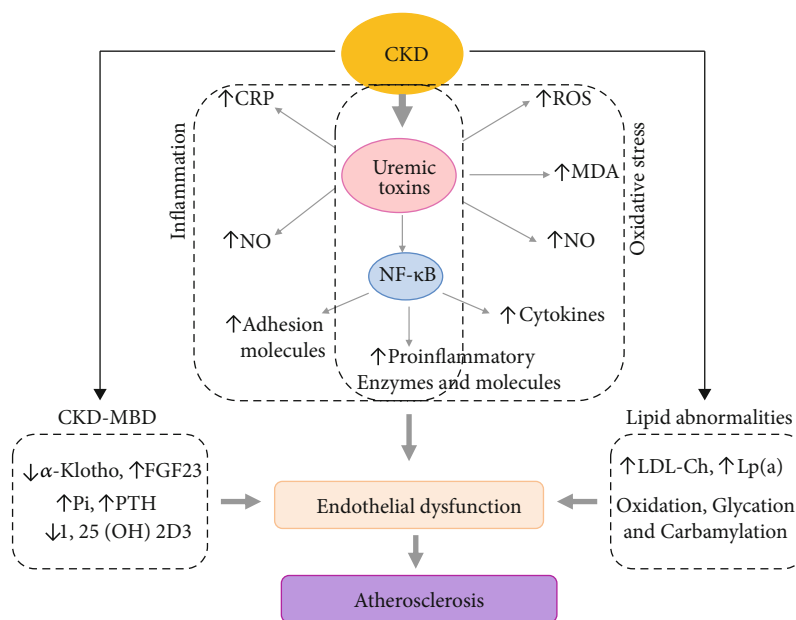 CKD
↑CRP
↑ROS
Inflammation
Uremic
toxins
↑MDA
Oxidative stress
↑NO
↑NO
NF-κB
↑Adhesion
molecules
↑Cytokines
↑Proinflammatory
Enzymes and molecules
CKD-MBD
↓α-Klotho, ↑FGF23
↑Pi, ↑PTH
↓1, 25 (OH) 2D3
Lipid abnormalities
↑LDL-Ch, ↑Lp(a)
Oxidation, Glycation
and Carbamylation
Endothelial dysfunction
Atherosclerosis